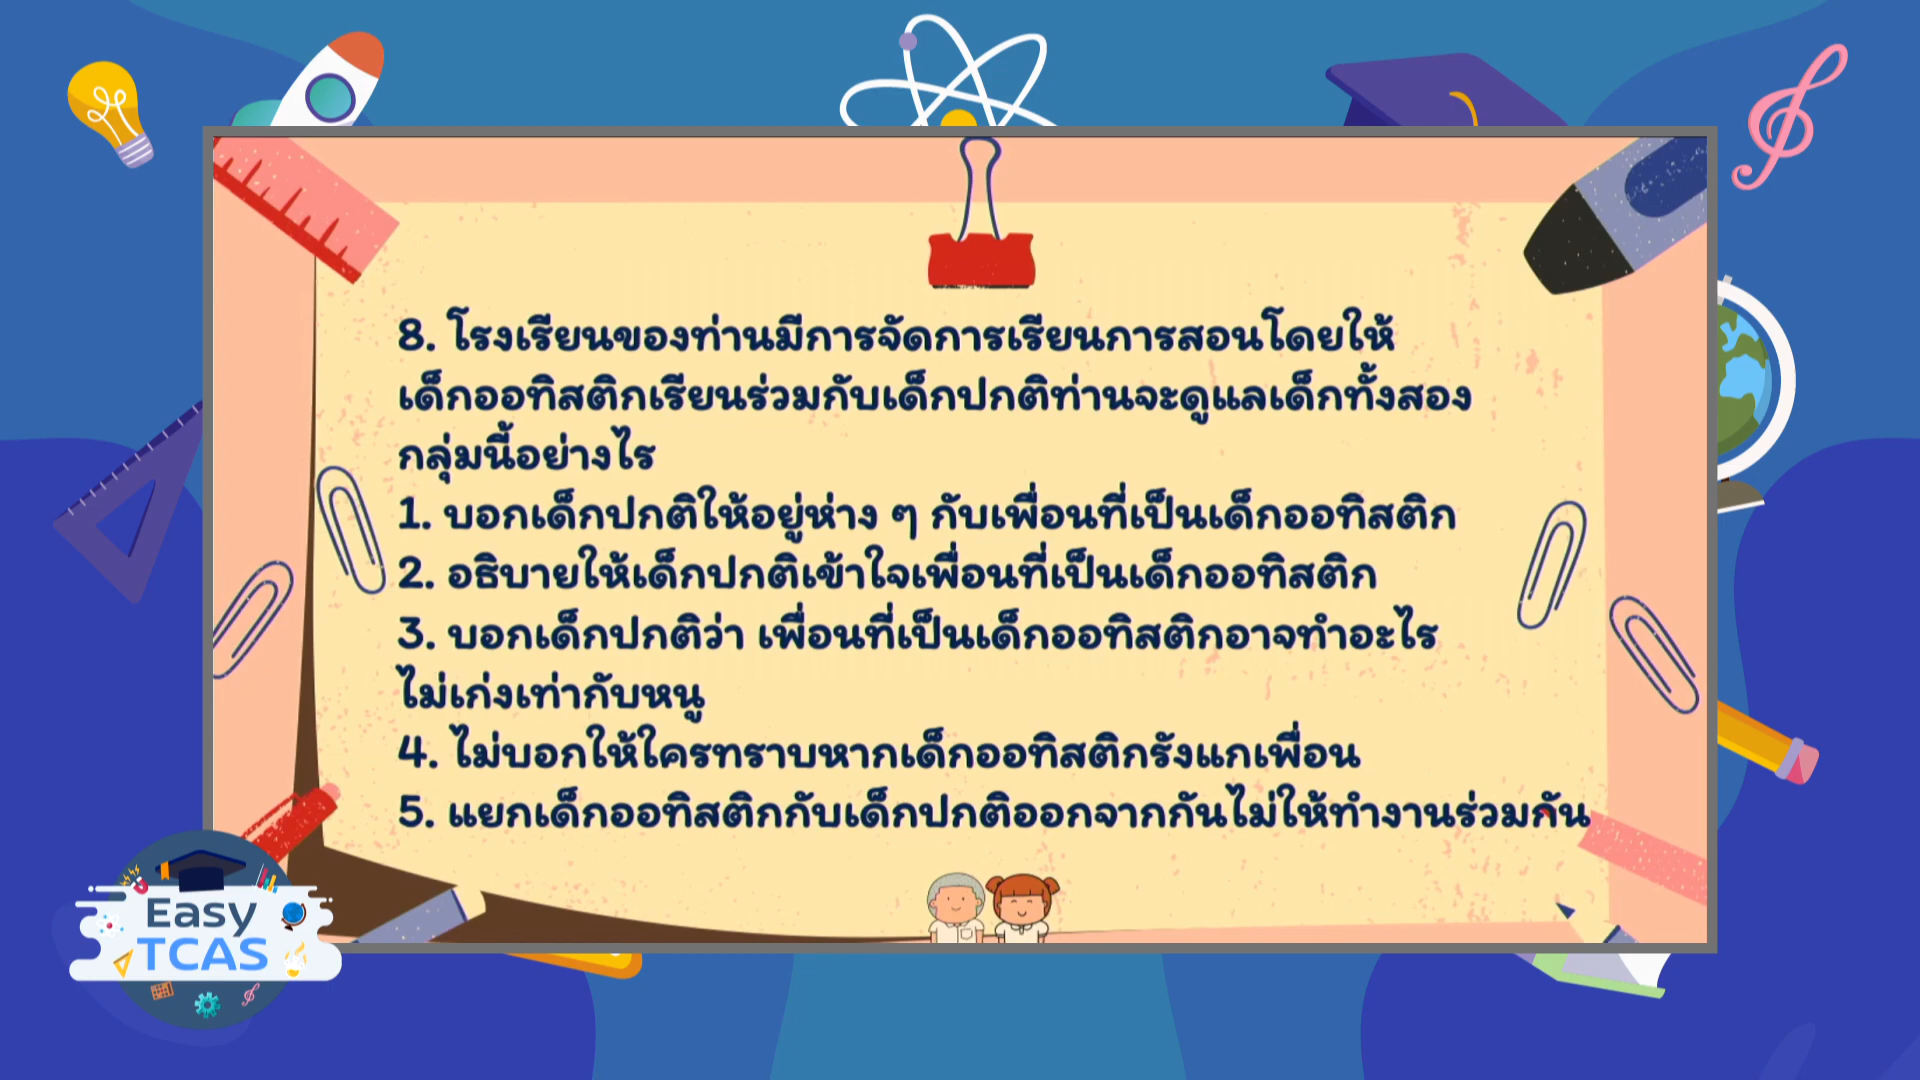 8. โรงเรียนของท่านมีการจัดการเรียนการสอนโดยให้
เด็กออทิสติกเรียนร่วมกับเด็กปกติท่านจะดูแลเด็กทั้งสอง
กลุ่มนี้อย่างไร
1. บอกเด็กปกติให้อยู่ห่าง ๆ กับเพื่อนที่เป็นเด็กออทิสติก
2. อธิบายให้เด็กปกติเข้าใจเพื่อนที่เป็นเด็กออทิสติก
3. บอกเด็กปกติว่า เพื่อนที่เป็นเด็กออทิสติกอาจทำอะไร
ไม่เก่งเท่ากับหนู
4. ไม่บอกให้ใครทราบหากเด็กออทิสติกรังแกเพื่อน
5. แยกเด็กออทิสติกกับเด็กปกติออกจากกันไม่ให้ทำงานร่วมกัน
Easy
TCAS